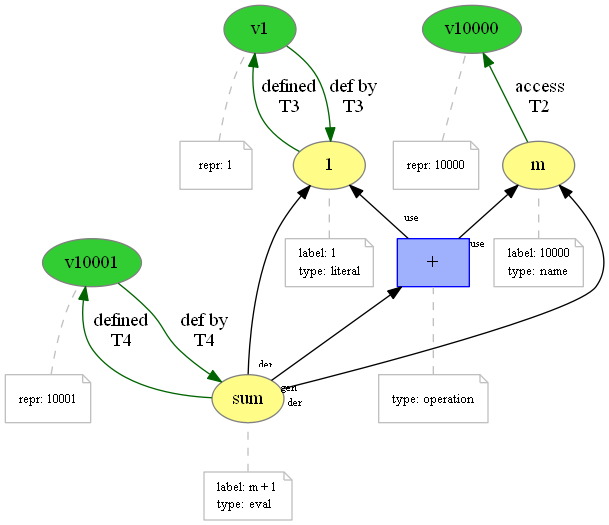 v1
v10000
defined
T3
def by
T3
access
T2
repr: 1
repr: 10000
1
m
use
use
label: 1
type: literal
+
label: 10000
type: name
v10001
defined
T4
def by
T4
der
gen
der
repr: 10001
sum
type: operation
label: m + 1
type: eval